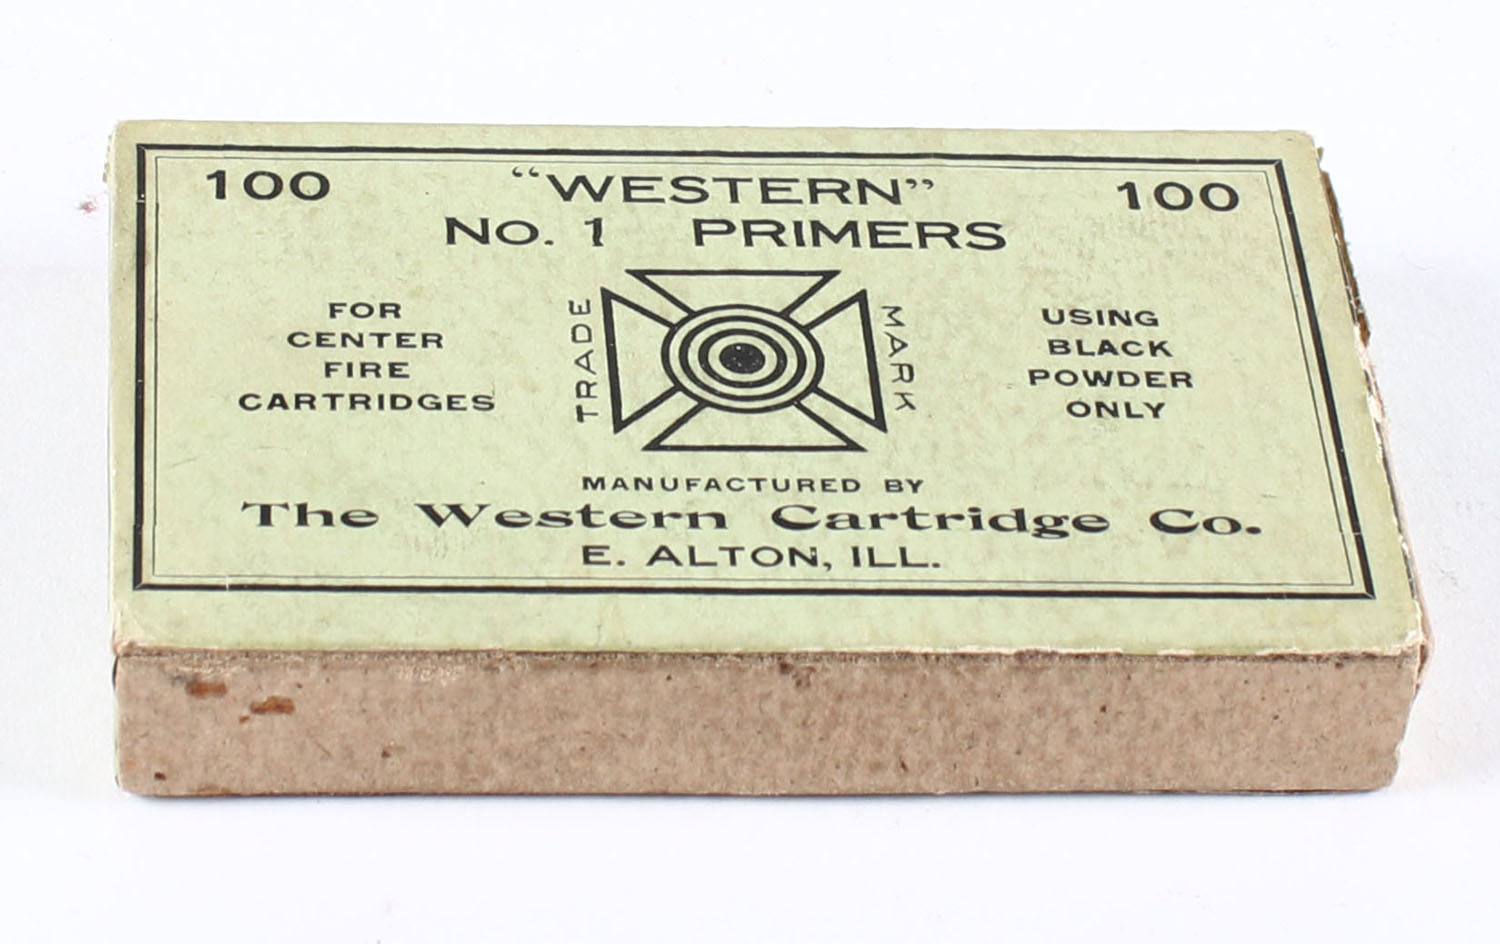 100 "WESTERN" 100
No. 1 PRIMERS
FOR
CENTER
FIRE
CARTRIDGES
TRADE MARK
USING
BLACK
POWDER
ONLY
MANUFACTURED BY
The Western Cartridge Co.
E. ALTON, ILL.